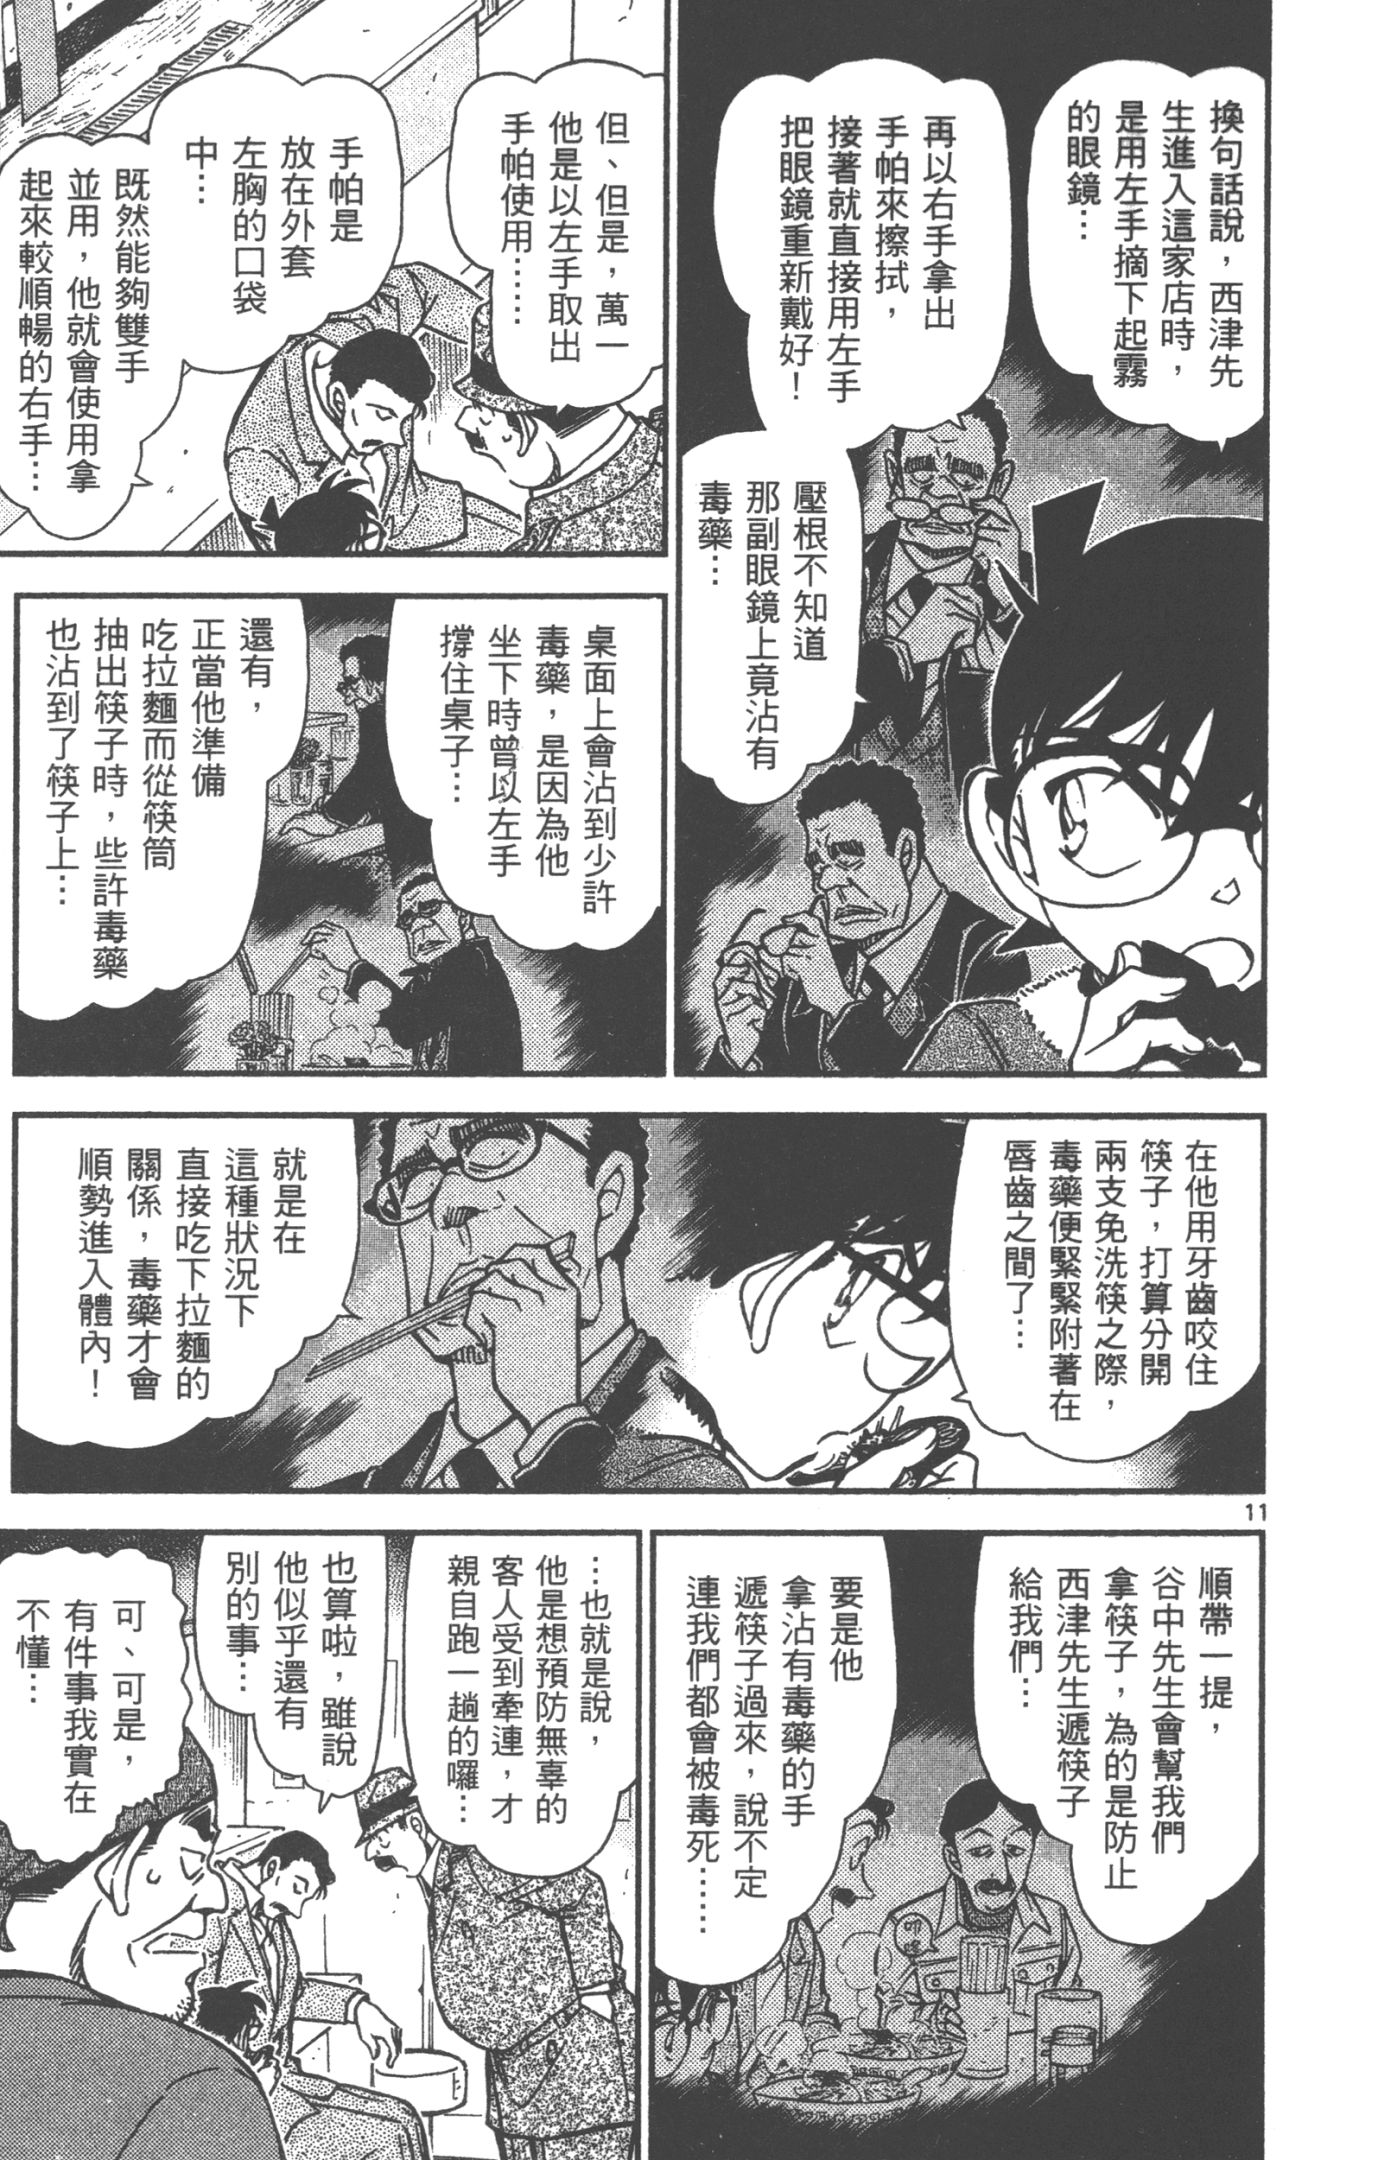 換句話說，西津先
生進入這家店時，
是用左手摘下起霧
的眼鏡…
再以右手拿出
手帕來擦拭，
接著就直接用左手
把眼鏡重新戴好！
壓根不知道
那副眼鏡上竟沾有
毒藥…
但、但是，萬一
他是以左手取出
手帕使用……
手帕是
放在外套
左胸的口袋
中…
既然能夠雙手
並用，他就會使用拿
起來較順暢的右手…
桌面上會沾到少許
毒藥，是因為他
坐下時曾以左手
撐住桌子…
還有，
正當他準備
吃拉麵而從筷筒
抽出筷子時，些許毒藥
也沾到了筷子上…
在他用牙齒咬住
筷子，打算分開
兩支免洗筷之際，
毒藥便緊緊附著在
唇齒之間了…
就是在
這種狀況下
直接吃下拉麵的
關係，毒藥才會
順勢進入體內！
11
順帶一提，
谷中先生會幫我們
拿筷子，為的是防止
西津先生遞筷子
給我們…
要是他
拿沾有毒藥的手
遞筷子過來，說不定
連我們都會被毒死……
…也就是說，
他是想預防無辜的
客人受到牽連，才
親自跑一趟的囉…
也算啦，雖說
他似乎還有
別的事…
可、可是，
有件事我實在
不懂…